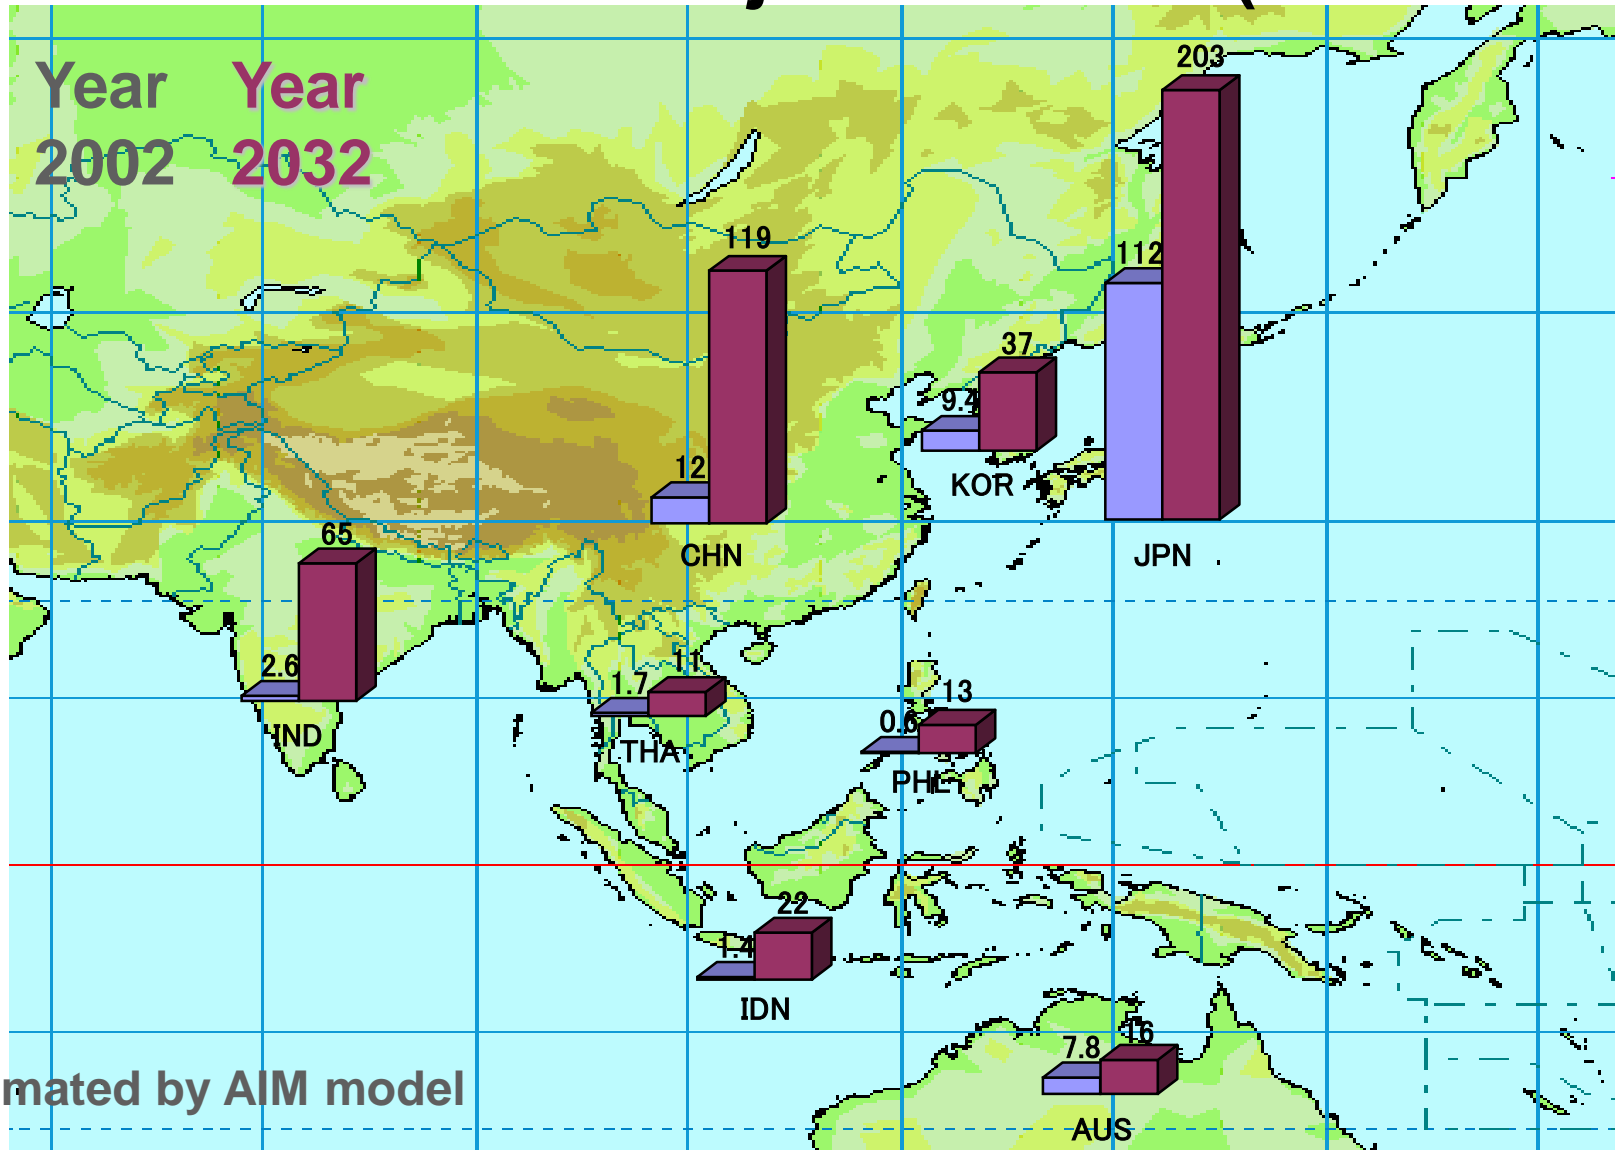 Year Year
2002 2032
203
119
112
37
9.4
12
KOR
CHN
JPN
65
2.6
IND
11
1.7
THA
13
0.6
PHL
22
1.4
IDN
16
7.8
mated by AIM model
AUS